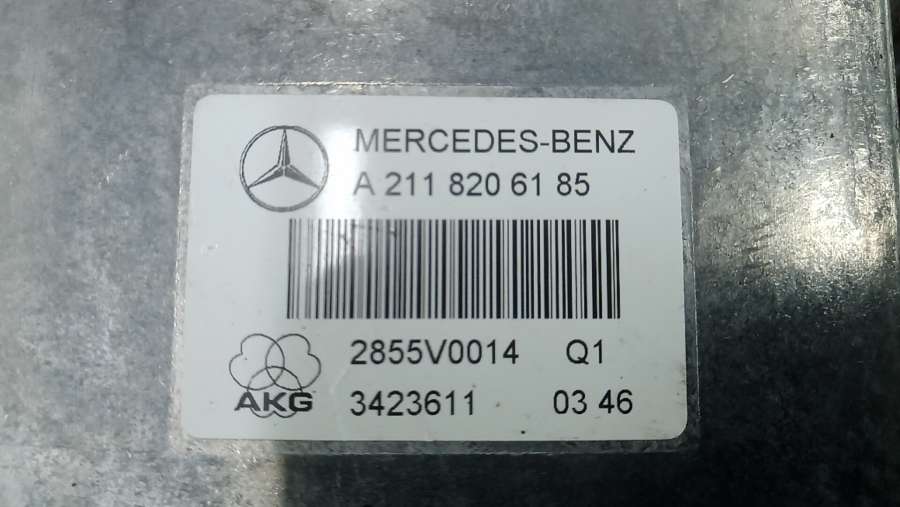 MERCEDES-BENZ
A 211 820 61 85
2855V0014 Q1
AKG 3423611 03 46